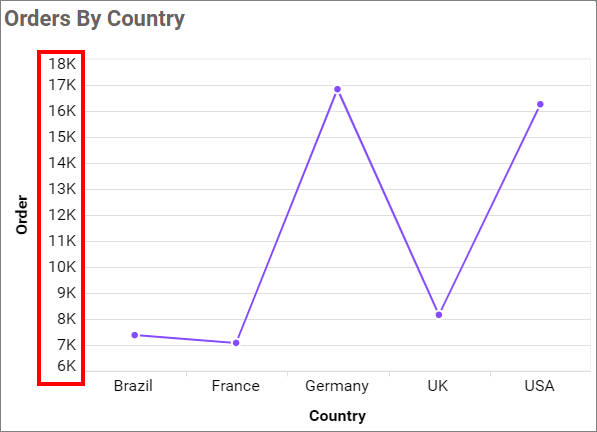 Orders By Country
18K
17K
16K
15K
14K
13K
12K
11K
10K
9K
8K
7K
6K
Order
Brazil France Germany UK USA
Country